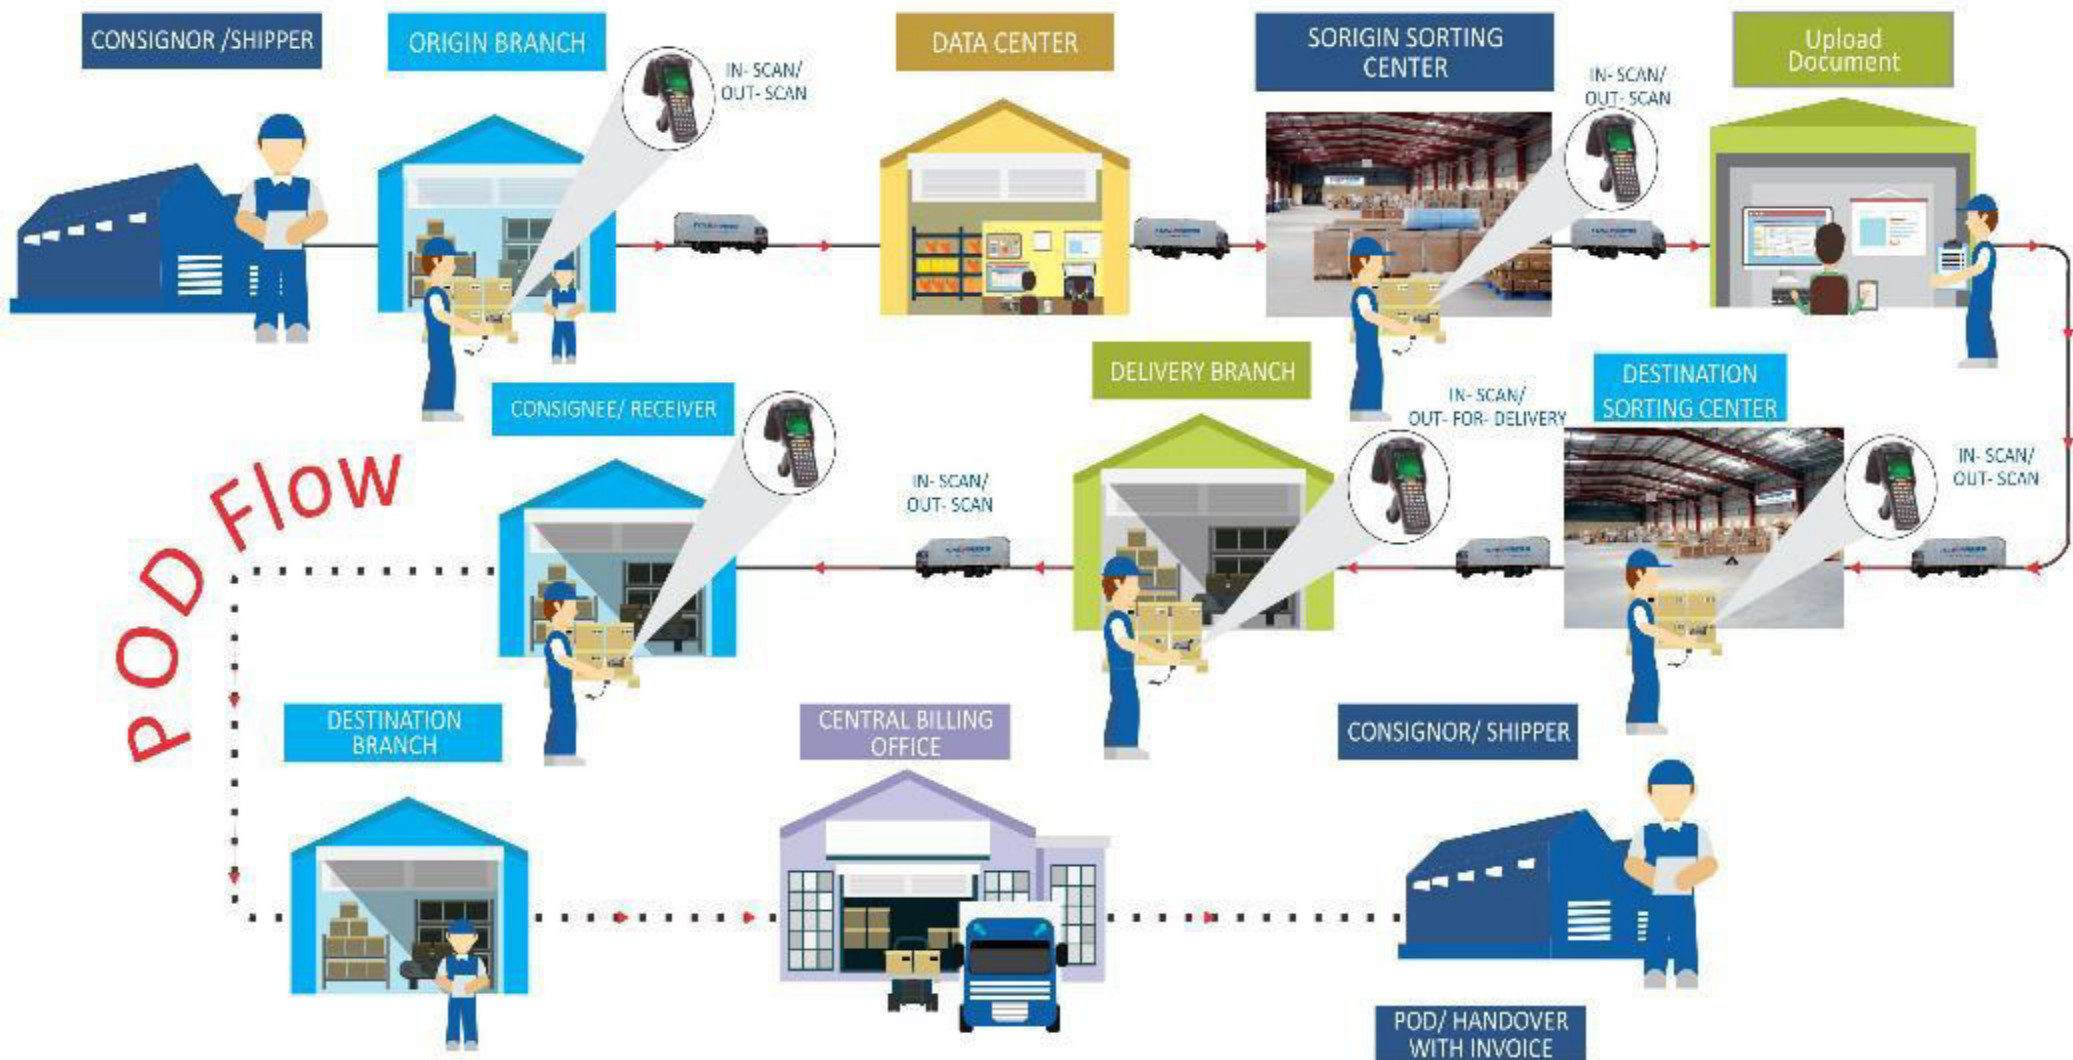 CONSIGNOR /SHIPPER
ORIGIN BRANCH
IN- SCAN/
OUT- SCAN
DATA CENTER
SORIGIN SORTING
CENTER
IN- SCAN/
OUT- SCAN
Upload
Document
CONSIGNEE/ RECEIVER
IN- SCAN/
OUT- SCAN
DELIVERY BRANCH
IN- SCAN/
OUT- FOR- DELIVERY
DESTINATION
SORTING CENTER
IN- SCAN/
OUT- SCAN
POD Flow
DESTINATION
BRANCH
CENTRAL BILLING
OFFICE
CONSIGNOR/ SHIPPER
POD/ HANDOVER
WITH INVOICE